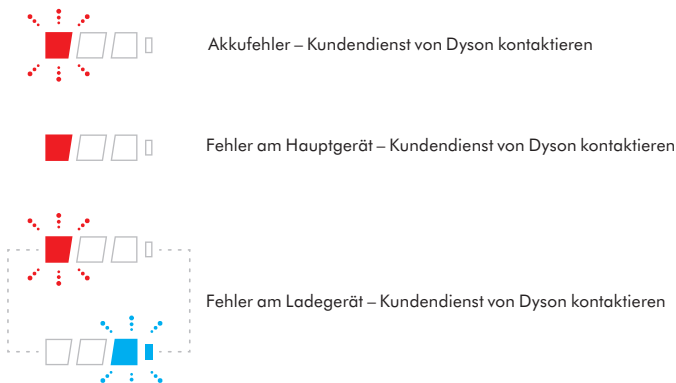 Akkufehler – Kundendienst von Dyson kontaktieren
Fehler am Hauptgerät – Kundendienst von Dyson kontaktieren
Fehler am Ladegerät – Kundendienst von Dyson kontaktieren